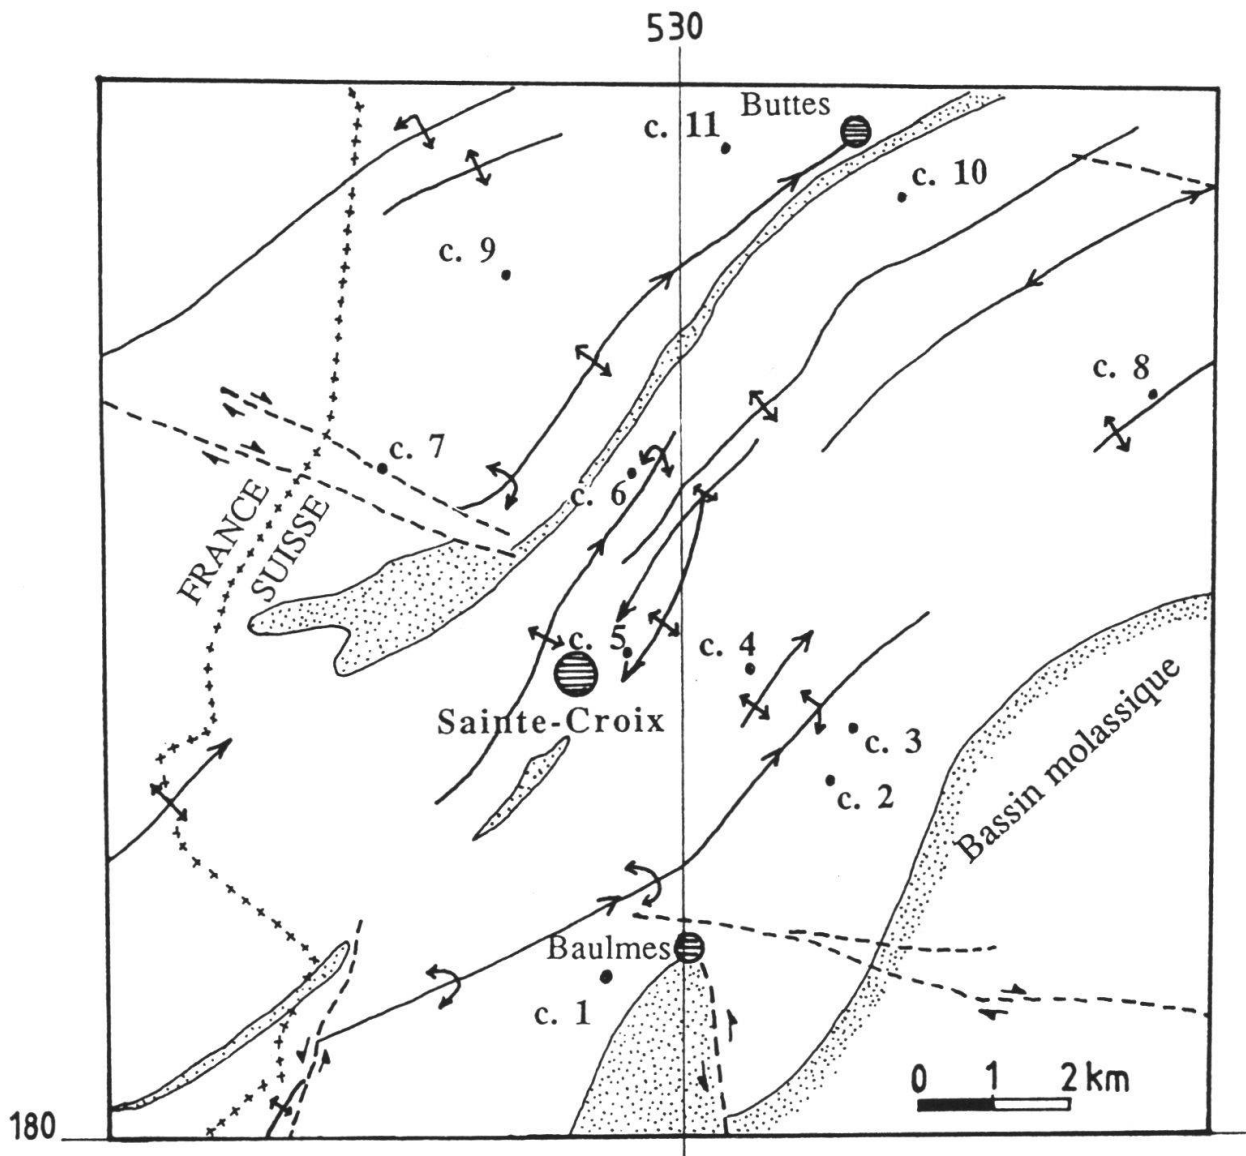 530
Buttes
c. 11
c. 10
c. 9
c. 8
c. 7
c. 6
FRANCE
SUISSE
c. 5
c. 4
Sainte-Croix
c. 3
c. 2
Bassin molassique
Baulmes
c. 1
0 1 2 km
180